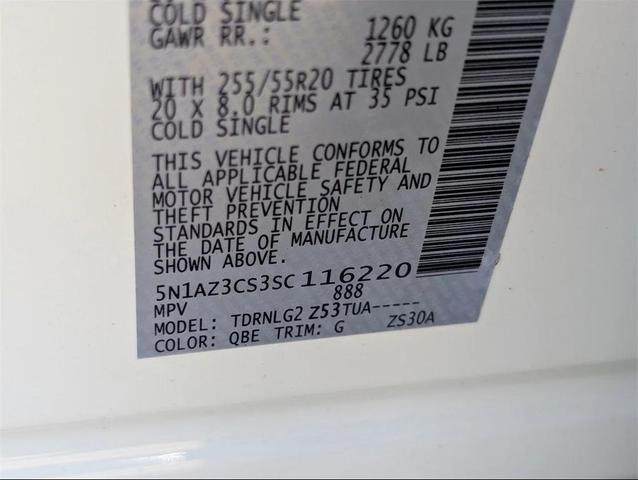 COLD SINGLE
GAWR RR.: 1260 KG
2778 LB
WITH 255/55R20 TIRES
20 X 8.0 RIMS AT 35 PSI
COLD SINGLE
THIS VEHICLE CONFORMS TO
ALL APPLICABLE FEDERAL
MOTOR VEHICLE SAFETY AND
THEFT PREVENTION
STANDARDS IN EFFECT ON
THE DATE OF MANUFACTURE
SHOWN ABOVE.
5N1AZ3CS3SC116220
MPV 888
MODEL: TDRNLG2 Z53TUA-----
COLOR: QBE TRIM: G ZS30A